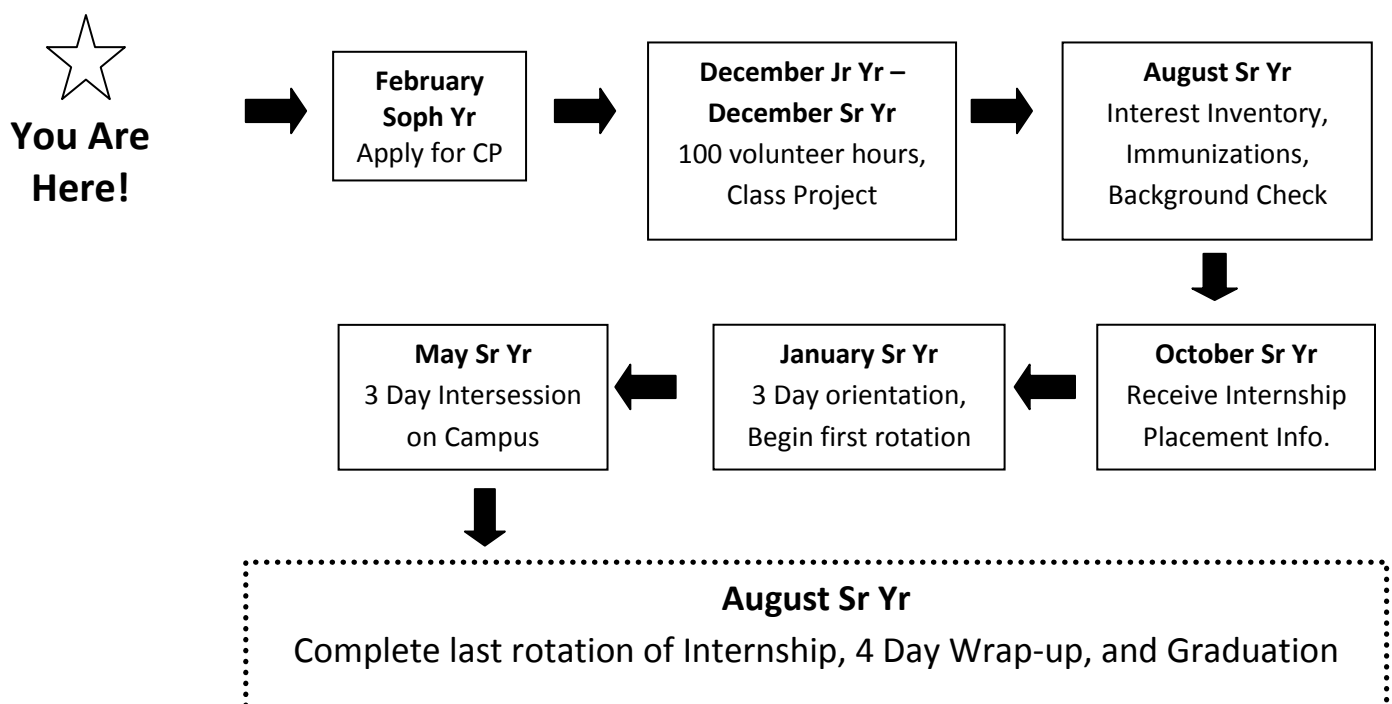 You Are
Here!
February
Soph Yr
Apply for CP
December Jr Yr –
December Sr Yr
100 volunteer hours,
Class Project
August Sr Yr
Interest Inventory,
Immunizations,
Background Check
October Sr Yr
Receive Internship
Placement Info.
January Sr Yr
3 Day orientation,
Begin first rotation
May Sr Yr
3 Day Intersession
on Campus
August Sr Yr
Complete last rotation of Internship, 4 Day Wrap-up, and Graduation